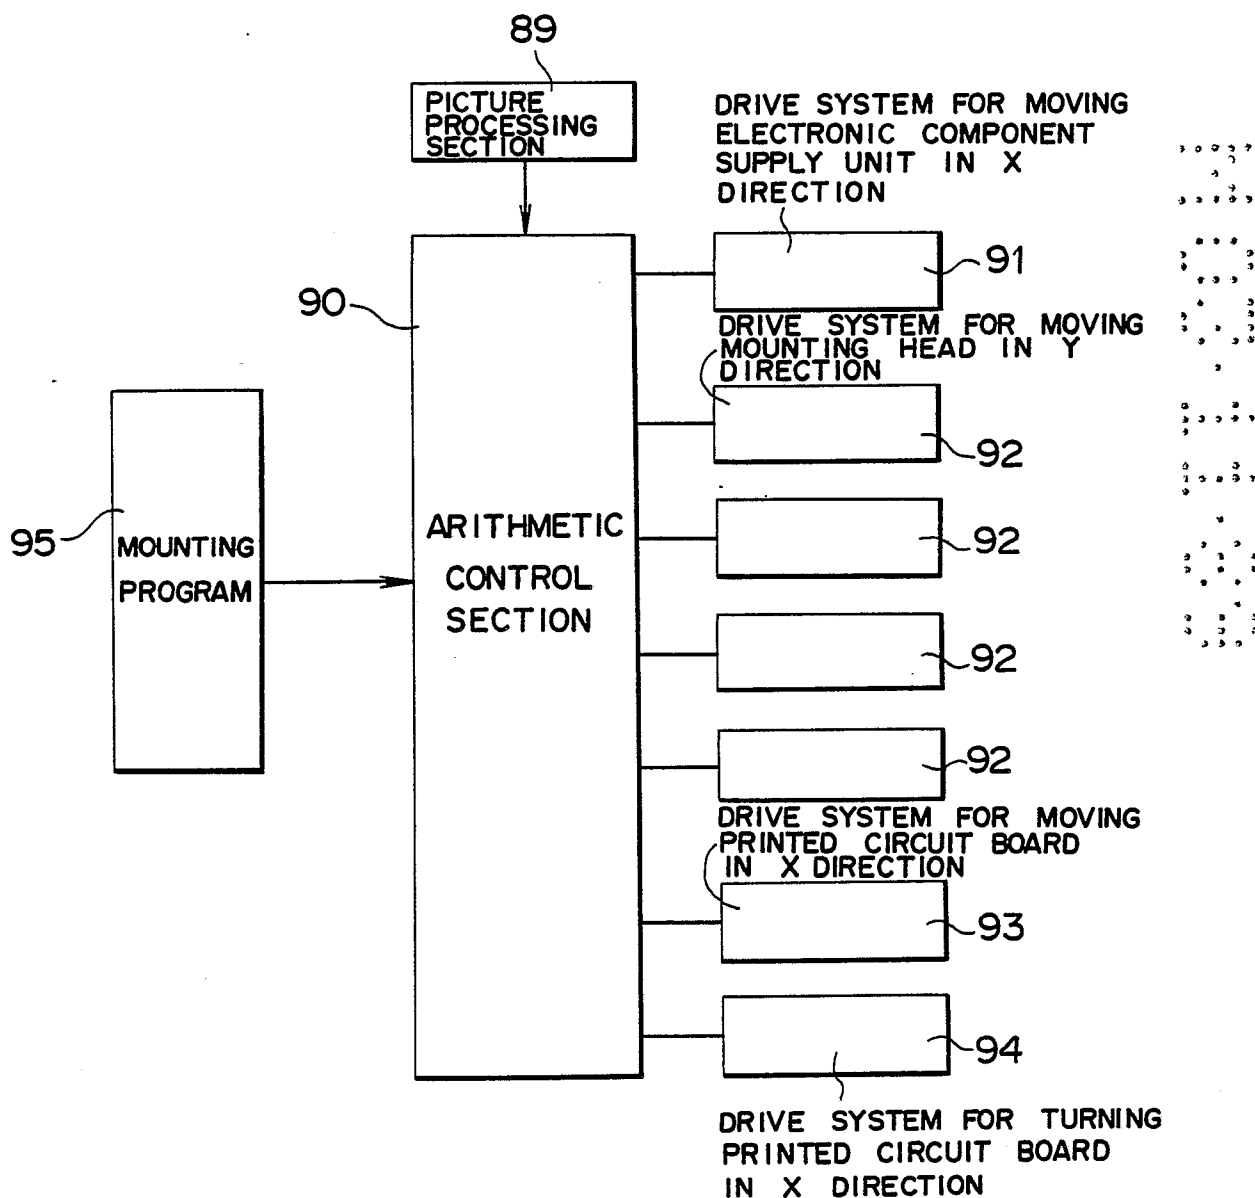 89
PICTURE
PROCESSING
SECTION
DRIVE SYSTEM FOR MOVING
ELECTRONIC COMPONENT
SUPPLY UNIT IN X
DIRECTION
91
90
DRIVE SYSTEM FOR MOVING
MOUNTING HEAD IN Y
DIRECTION
92
95
MOUNTING
PROGRAM
ARITHMETIC
CONTROL
SECTION
92
92
92
DRIVE SYSTEM FOR MOVING
PRINTED CIRCUIT BOARD
IN X DIRECTION
93
94
DRIVE SYSTEM FOR TURNING
PRINTED CIRCUIT BOARD
IN X DIRECTION